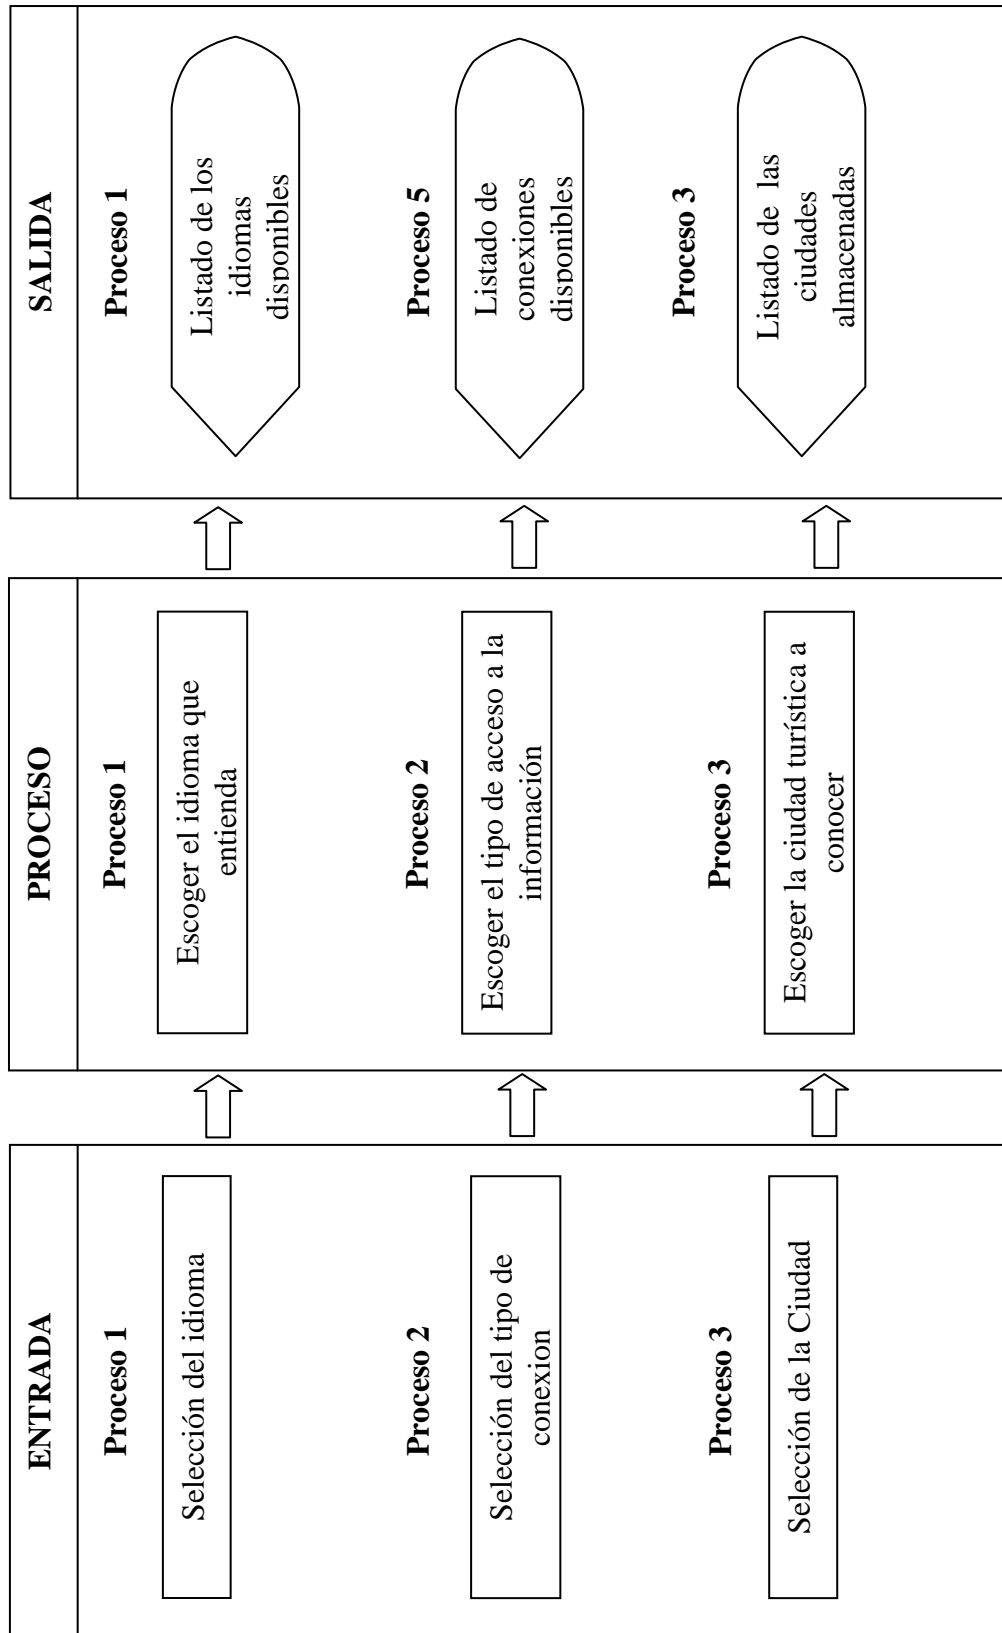 ENTRADA
Proceso 1
Selección del idioma
Proceso 2
Selección del tipo de
conexion
Proceso 3
Selección de la Ciudad
PROCESO
Proceso 1
Escoger el idioma que
entienda
Proceso 2
Escoger el tipo de acceso a la
información
Proceso 3
Escoger la ciudad turística a
conocer
SALIDA
Proceso 1
Listado de los
idiomas
disponibles
Proceso 5
Listado de
conexiones
disponibles
Proceso 3
Listado de las
ciudades
almacenadas